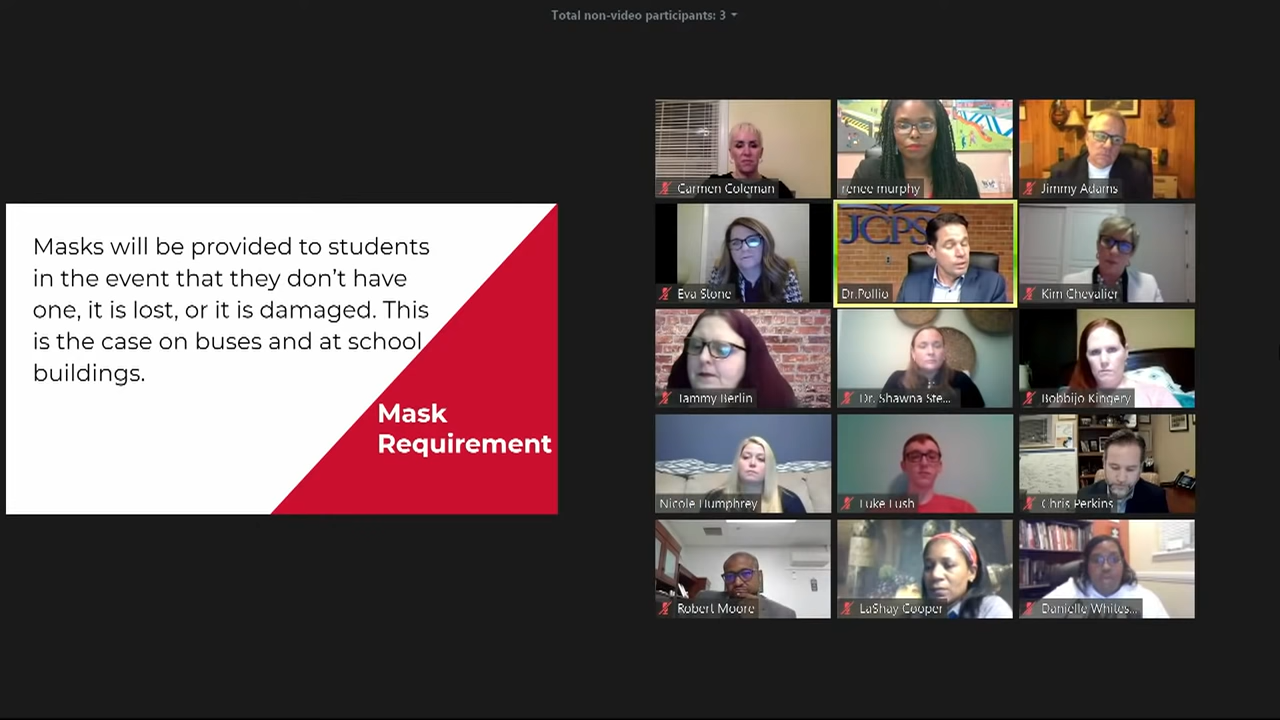 Total non-video participants: 3
Masks will be provided to students
in the event that they don't have
one, it is lost, or it is damaged. This
is the case on buses and at school
buildings.
Mask
Requirement
Carmen Coleman
renee murphy
Jimmy Adams
Eva Stone
JCPS
Dr.Pollio
Kim Chevalier
Tammy Berlin
Dr. Shawna Ste...
Bobbijo Kingery
Nicole Humphrey
Luke Lush
Chris Perkins
Robert Moore
LaShay Cooper
Danielle Whites...